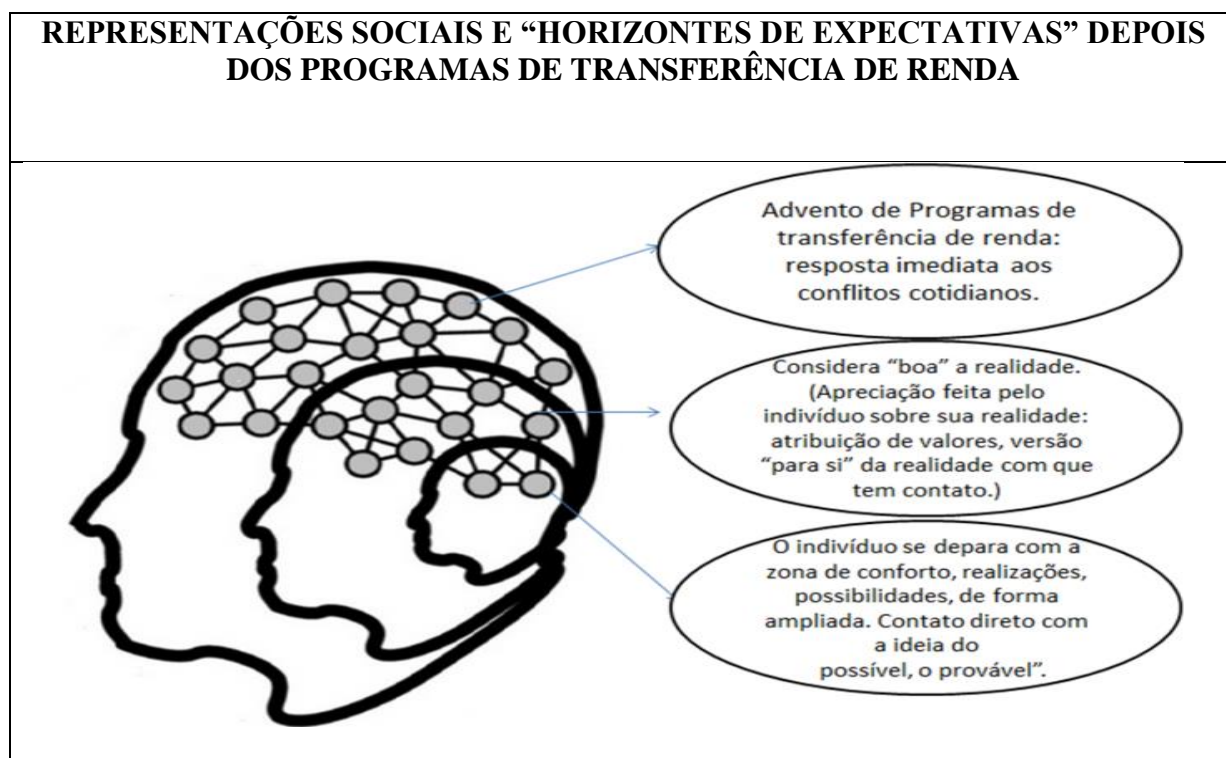 REPRESENTAÇÕES SOCIAIS E “HORIZONTES DE EXPECTATIVAS” DEPOIS
DOS PROGRAMAS DE TRANSFERÊNCIA DE RENDA
Advento de Programas de
transferência de renda:
resposta imediata aos
conflitos cotidianos.
Considera “boa” a realidade.
(Apreciação feita pelo
indivíduo sobre sua realidade:
atribuição de valores, versão
“para si” da realidade com que
tem contato.)
O indivíduo se depara com a
zona de conforto, realizações,
possibilidades, de forma
ampliada. Contato direto com
a ideia do
possível, o provável”.